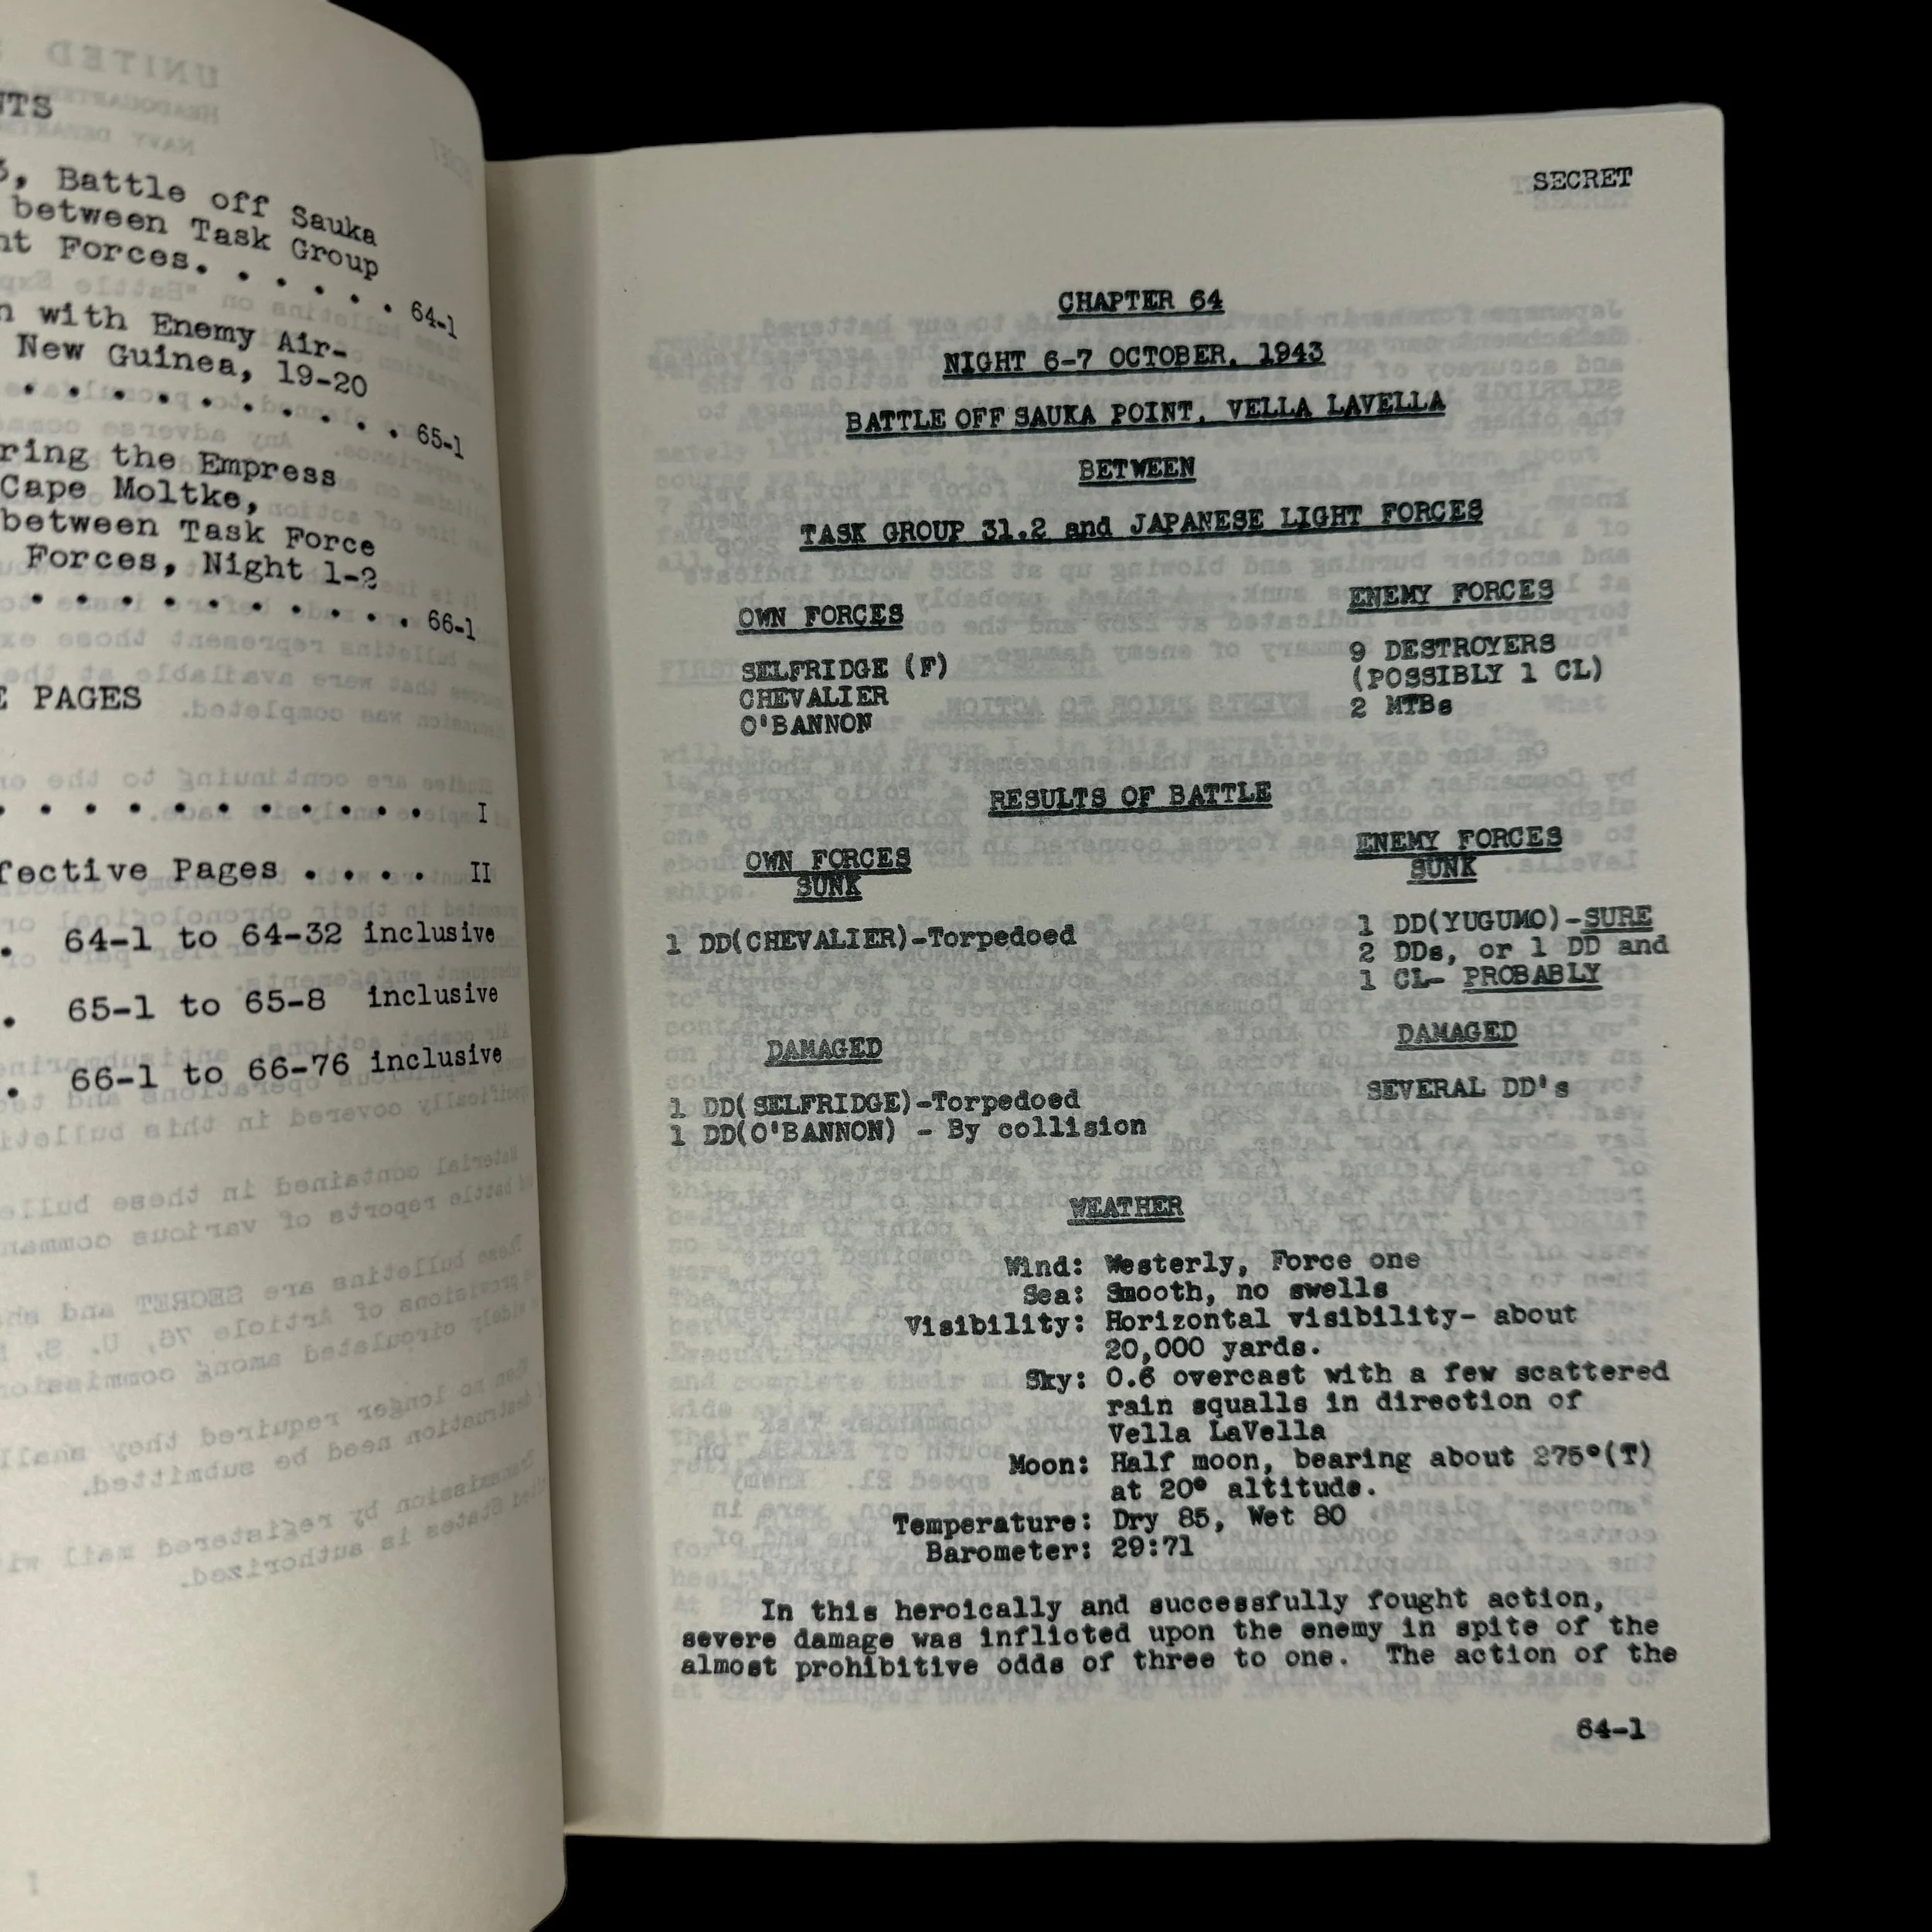 NTS
3, Battle off Sauka
between Task Group
nt Forces. . . . . . 64-1
n with Enemy Air-
New Guinea, 19-20
. . . . . . . . . . 65-1
ring the Empress
Cape Moltke,
between Task Force
Forces, Night 1-2
. . . . . . . . . . 66-1
E PAGES
. . . . . . . . . . . I
fective Pages . . . . II
. 64-1 to 64-32 inclusive
. 65-1 to 65-8 inclusive
. 66-1 to 66-76 inclusive
SECRET
CHAPTER 64
NIGHT 6-7 OCTOBER, 1943
BATTLE OFF SAUKA POINT, VELLA LAVELLA
BETWEEN
TASK GROUP 31.2 and JAPANESE LIGHT FORCES
OWN FORCES
SELFRIDGE (F)
CHEVALIER
O'BANNON
ENEMY FORCES
9 DESTROYERS
(POSSIBLY 1 CL)
2 MTBs
RESULTS OF BATTLE
OWN FORCES
SUNK
1 DD(CHEVALIER)-Torpedoed
DAMAGED
1 DD(SELFRIDGE)-Torpedoed
1 DD(O'BANNON) - By collision
ENEMY FORCES
SUNK
1 DD(YUGUMO)-SURE
2 DDs, or 1 DD and
1 CL- PROBABLY
DAMAGED
SEVERAL DD's
WEATHER
Wind: Westerly, Force one
Sea: Smooth, no swells
Visibility: Horizontal visibility- about
20,000 yards.
Sky: 0.6 overcast with a few scattered
rain squalls in direction of
Vella LaVella
Moon: Half moon, bearing about 275°(T)
at 20° altitude.
Temperature: Dry 85, Wet 80
Barometer: 29:71
In this heroically and successfully fought action,
severe damage was inflicted upon the enemy in spite of the
almost prohibitive odds of three to one. The action of the
64-1